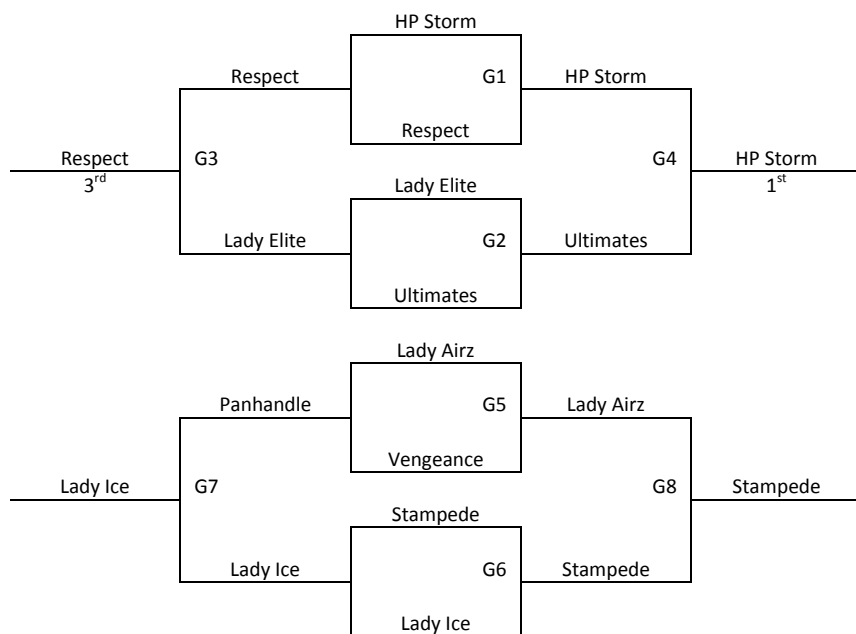 HP Storm
Respect G1 HP Storm
Respect
Respect G3 G4 HP Storm
3rd Lady Elite 1st
Lady Elite G2 Ultimates
Ultimates
Lady Airz
Panhandle G5 Lady Airz
Vengeance
Lady Ice G7 G8 Stampede
Stampede
Lady Ice G6 Stampede
Lady Ice